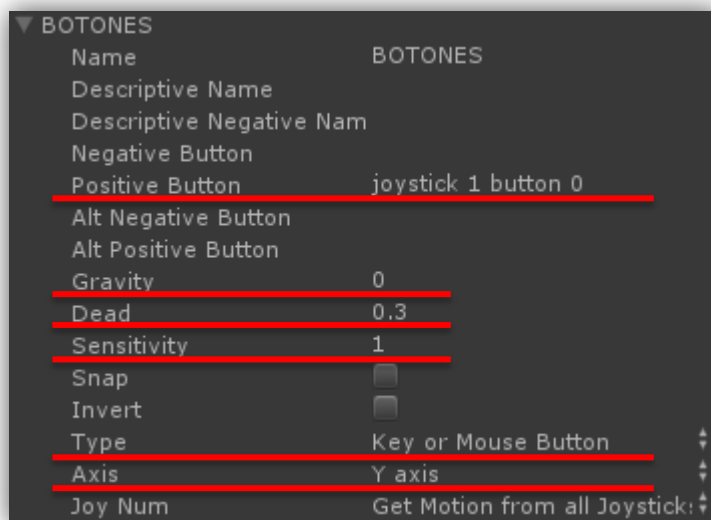 BOTONES
Name BOTONES
Descriptive Name
Descriptive Negative Nam
Negative Button
Positive Button joystick 1 button 0
Alt Negative Button
Alt Positive Button
Gravity 0
Dead 0.3
Sensitivity 1
Snap
Invert
Type Key or Mouse Button
Axis Y axis
Joy Num Get Motion from all Joysticks